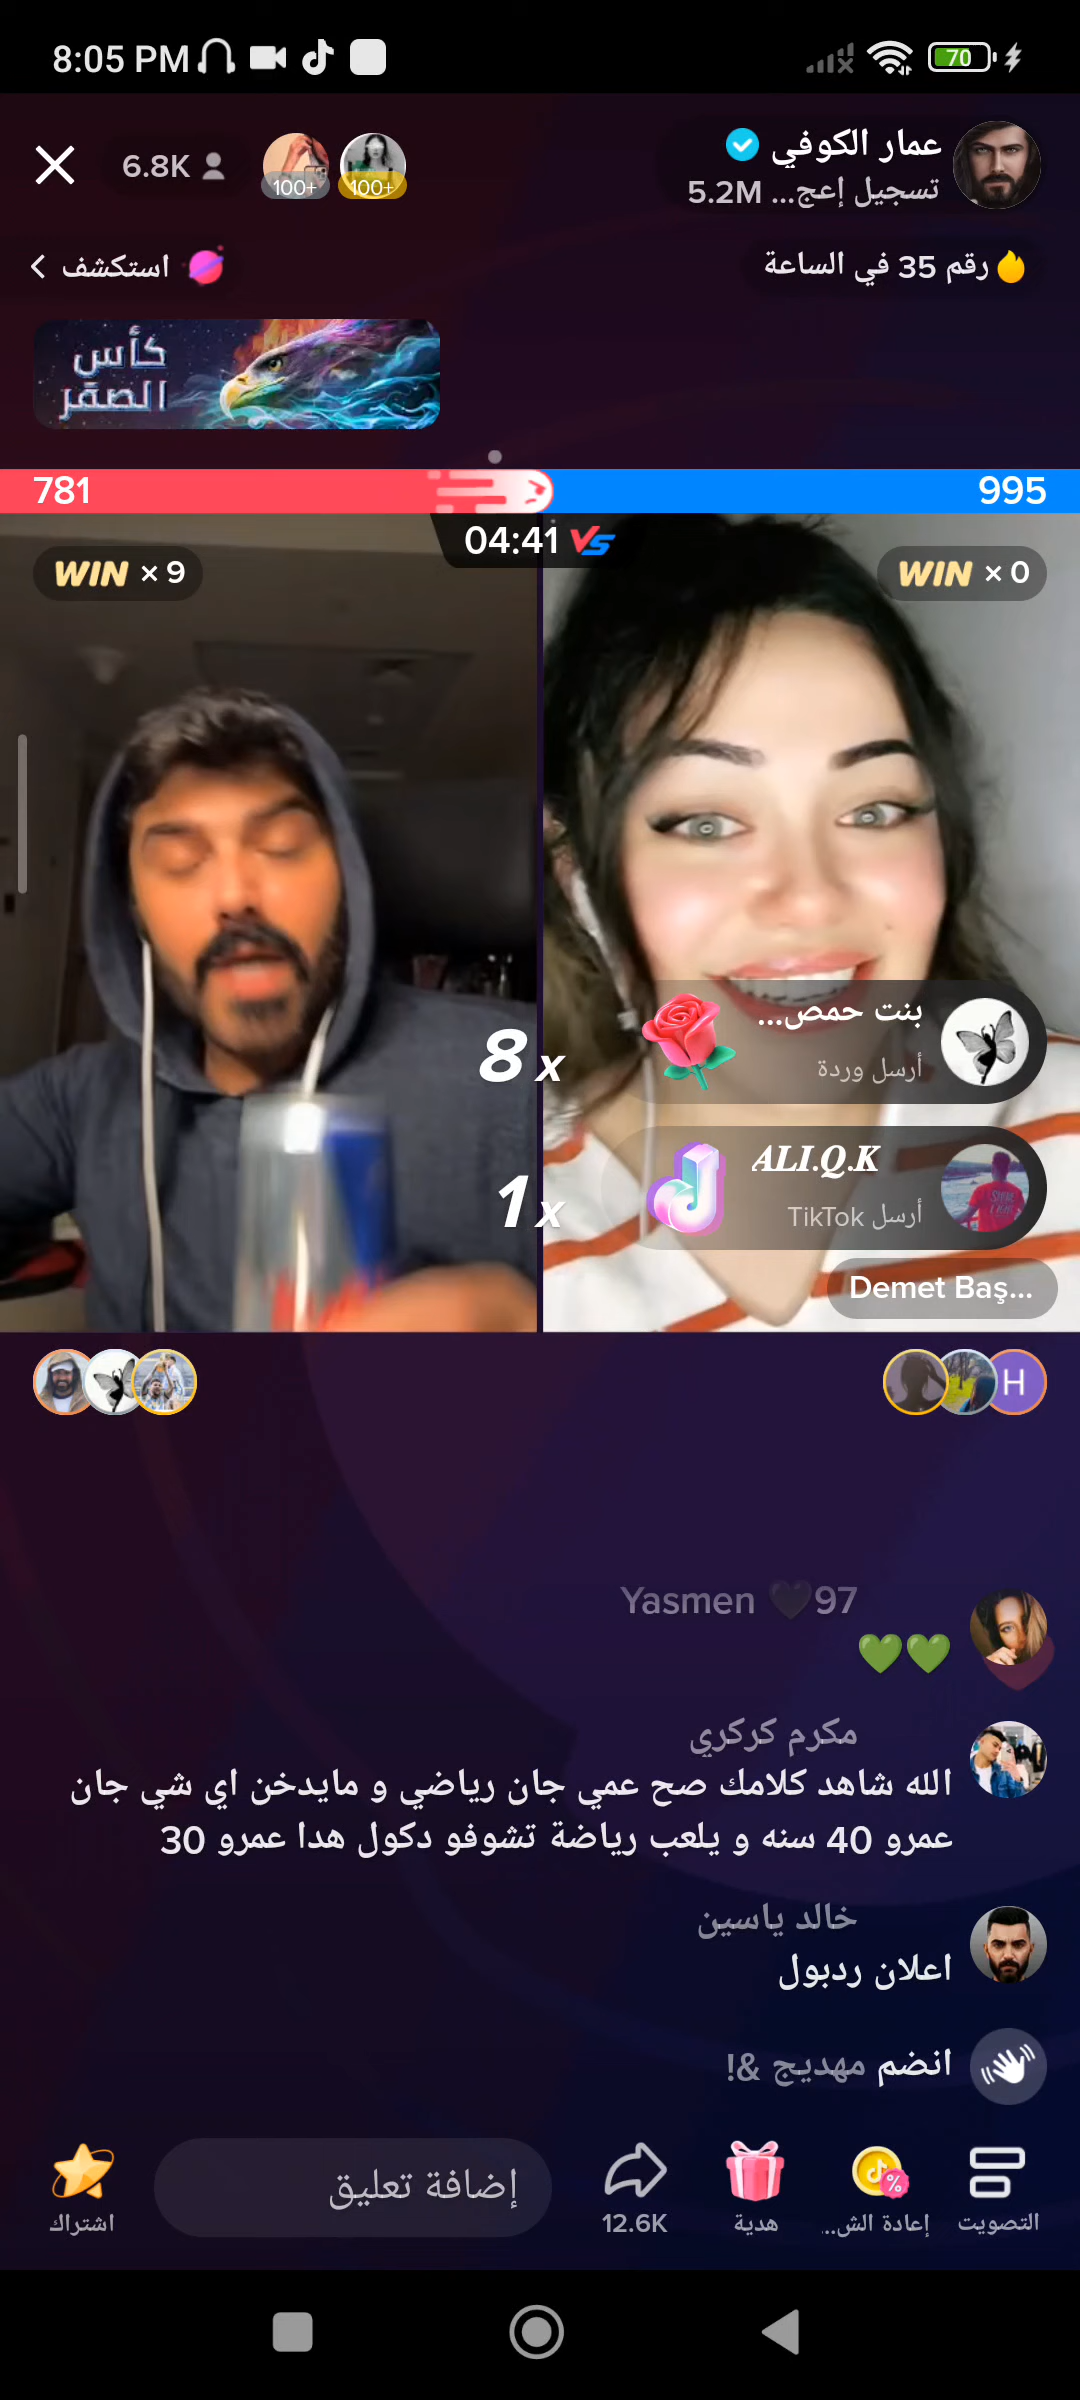 8:05 PM
70
6.8K
100+
100+
عمار الكوفي
تسجيل إعج... 5.2M
استكشف
رقم 35 في الساعة
كأس
الصقر
781
995
04:41 VS
WIN × 9
WIN × 0
بنت حمص...
أرسل وردة
8x
ALI.Q.K
أرسل TikTok
1x
Demet Baş...
H
Yasmen 🖤97
💚💚
مكرم كركري
الله شاهد كلامك صح عمي جان رياضي و مايدخن اي شي جان
عمرو 40 سنه و يلعب رياضة تشوفو دكول هدا عمرو 30
خالد ياسين
اعلان ردبول
انضم مهديج &!
اشتراك
إضافة تعليق
12.6K
هدية
إعادة الش...
التصويت